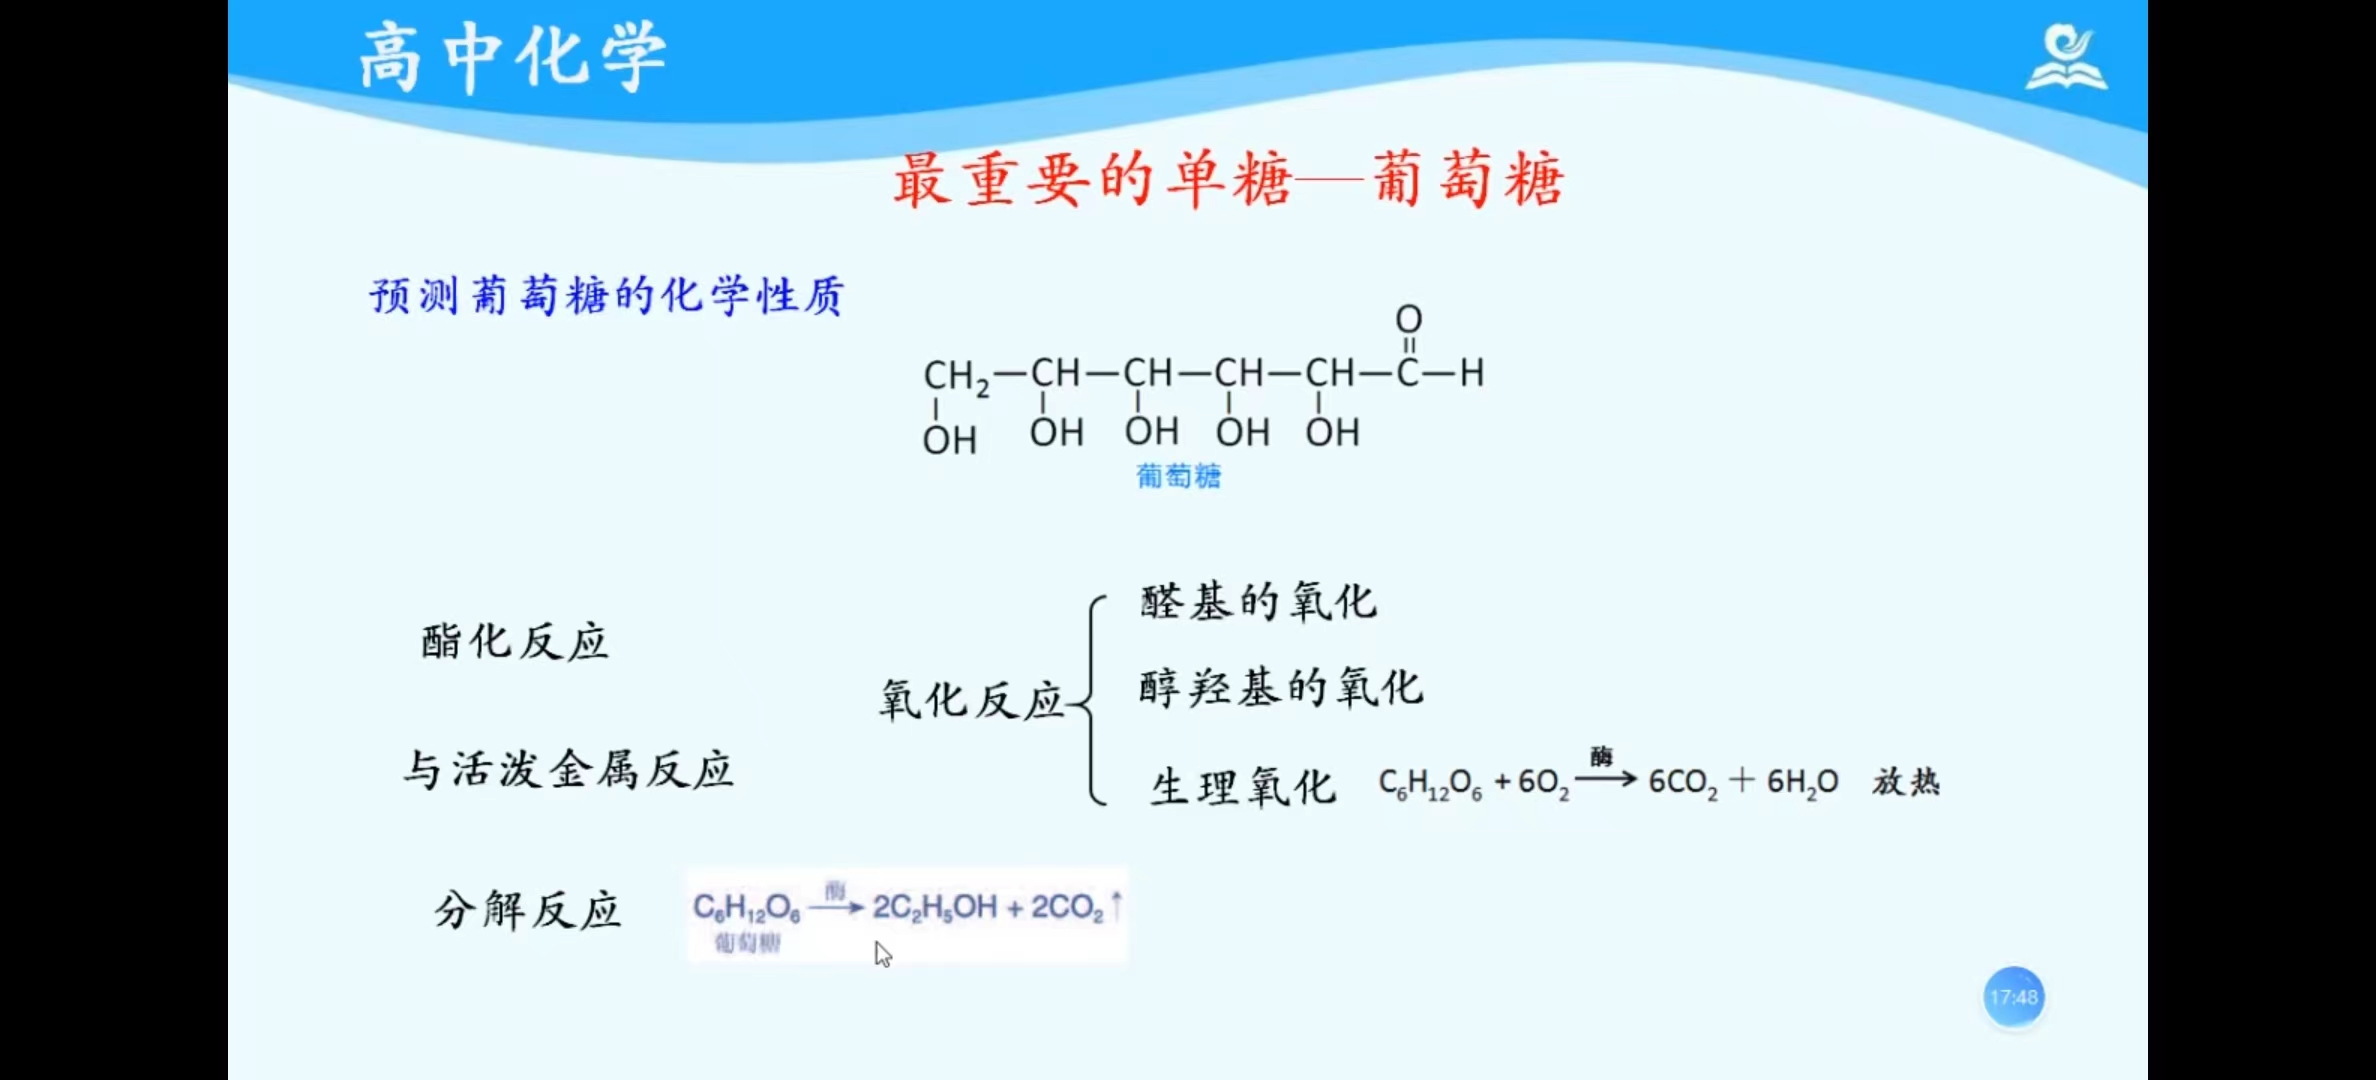 高中化学
最重要的单糖——葡萄糖
预测葡萄糖的化学性质
O
CH₂—CH—CH—CH—CH—C—H
OH OH OH OH OH
葡萄糖
酯化反应
与活泼金属反应
氧化反应
醛基的氧化
醇羟基的氧化
酶
生理氧化 C₆H₁₂O₆ + 6O₂ → 6CO₂ + 6H₂O 放热
酶
分解反应 C₆H₁₂O₆ → 2C₂H₅OH + 2CO₂↑
葡萄糖
17:48